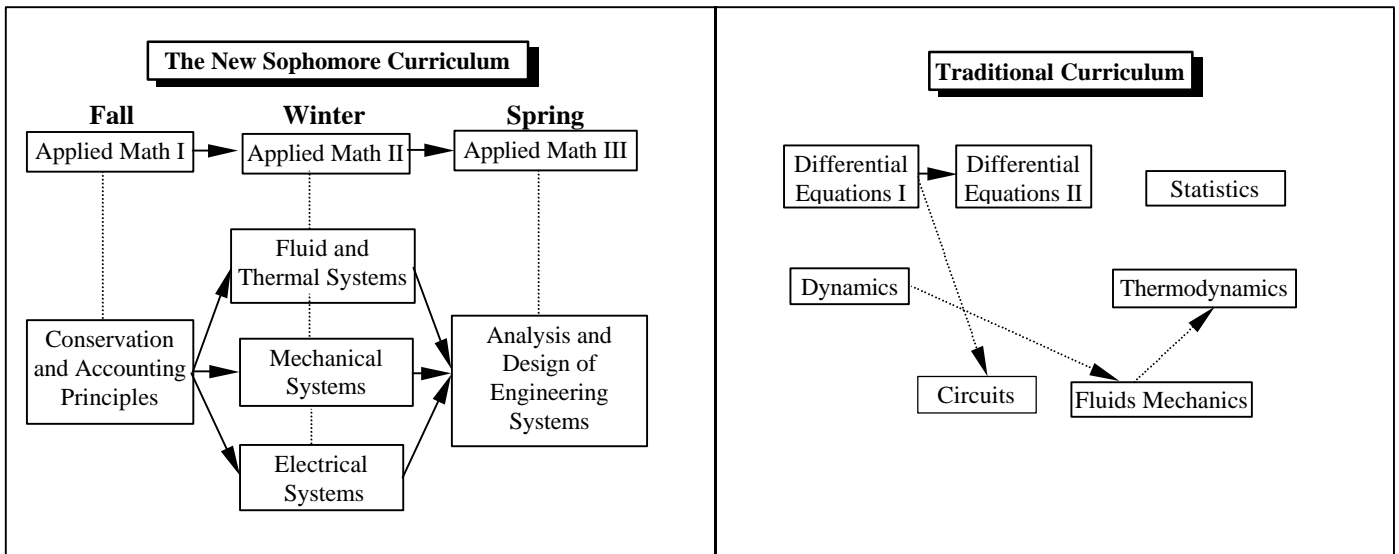 The New Sophomore Curriculum
Fall
Winter
Spring
Applied Math I
Applied Math II
Applied Math III
Fluid and
Thermal Systems
Conservation
and Accounting
Principles
Mechanical
Systems
Electrical
Systems
Analysis and
Design of
Engineering
Systems
Traditional Curriculum
Differential
Equations I
Differential
Equations II
Statistics
Dynamics
Thermodynamics
Circuits
Fluids Mechanics